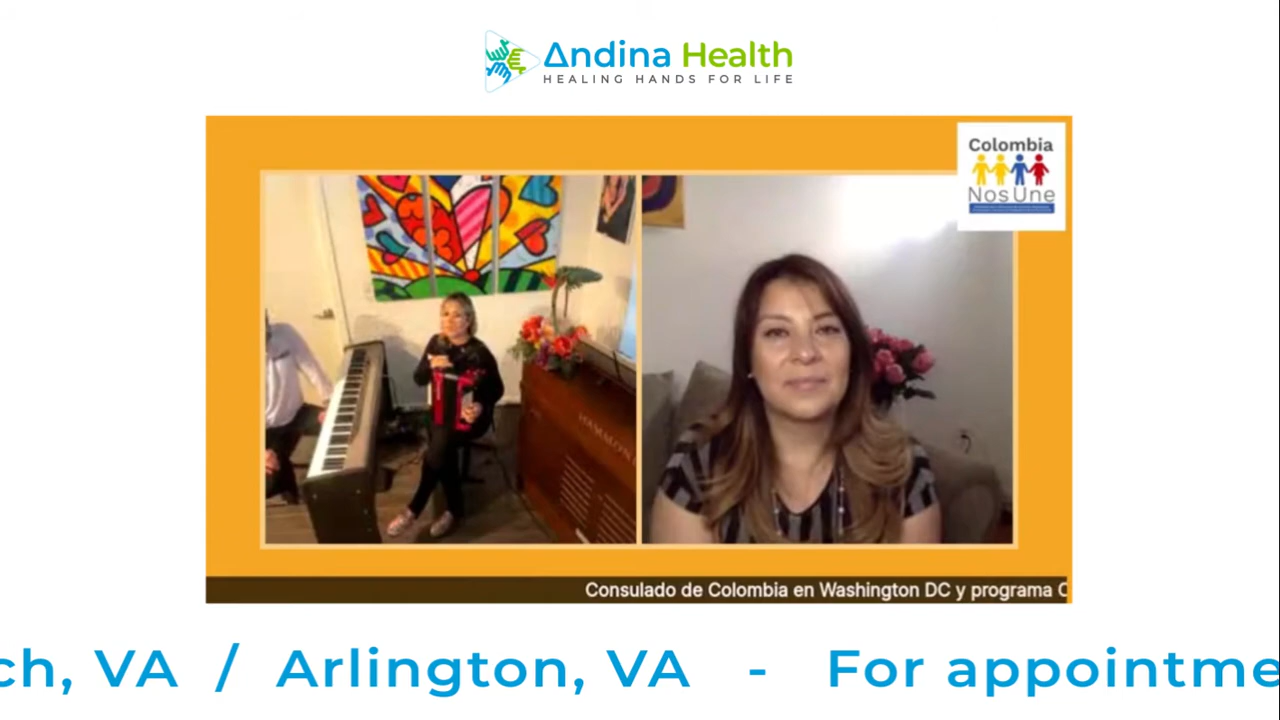 Andina Health
HEALING HANDS FOR LIFE
Colombia
Nos Une
HAMMON
Consulado de Colombia en Washington DC y programa C
ch, VA / Arlington, VA - For appointme